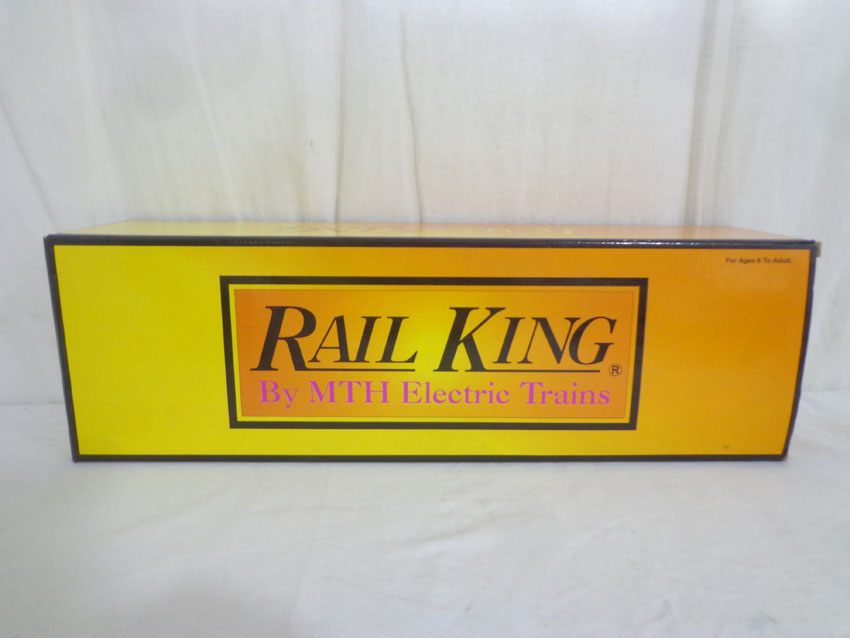 For Ages 8 To Adult.
RAIL KING®
By MTH Electric Trains